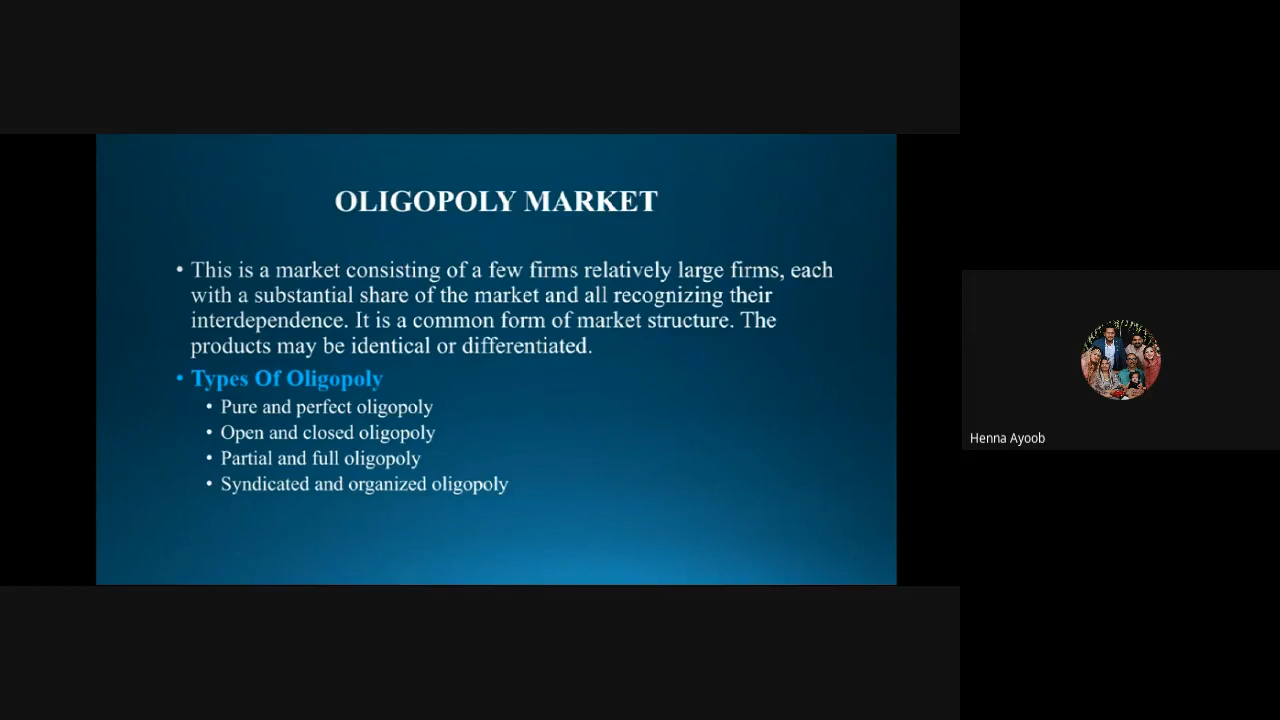 OLIGOPOLY MARKET
• This is a market consisting of a few firms relatively large firms, each
with a substantial share of the market and all recognizing their
interdependence. It is a common form of market structure. The
products may be identical or differentiated.
• Types Of Oligopoly
• Pure and perfect oligopoly
• Open and closed oligopoly
• Partial and full oligopoly
• Syndicated and organized oligopoly
Henna Ayoob